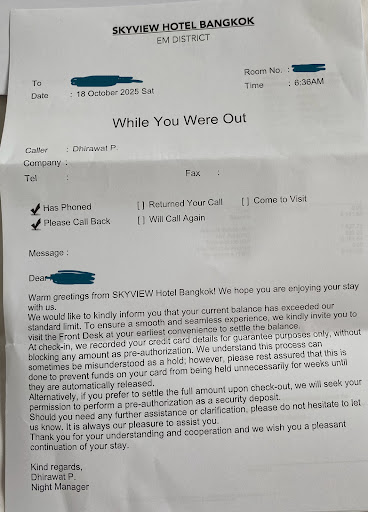 SKYVIEW HOTEL BANGKOK
EM DISTRICT
To :
Room No. :
Date : 18 October 2025 Sat
Time : 6:36AM
While You Were Out
Caller : Dhirawat P.
Company :
Tel : Fax :
✓ Has Phoned [ ] Returned Your Call [ ] Come to Visit
✓ Please Call Back [ ] Will Call Again
Message :
Dear
Warm greetings from SKYVIEW Hotel Bangkok! We hope you are enjoying your stay
with us.
We would like to kindly inform you that your current balance has exceeded our
standard limit. To ensure a smooth and seamless experience, we kindly invite you to
visit the Front Desk at your earliest convenience to settle the balance.
At check-in, we recorded your credit card details for guarantee purposes only, without
blocking any amount as pre-authorization. We understand this process can
sometimes be misunderstood as a hold; however, please rest assured that this is
done to prevent funds on your card from being held unnecessarily for weeks until
they are automatically released.
Alternatively, if you prefer to settle the full amount upon check-out, we will seek your
permission to perform a pre-authorization as a security deposit.
Should you need any further assistance or clarification, please do not hesitate to let
us know. It is always our pleasure to assist you.
Thank you for your understanding and cooperation and we wish you a pleasant
continuation of your stay.
Kind regards,
Dhirawat P.
Night Manager